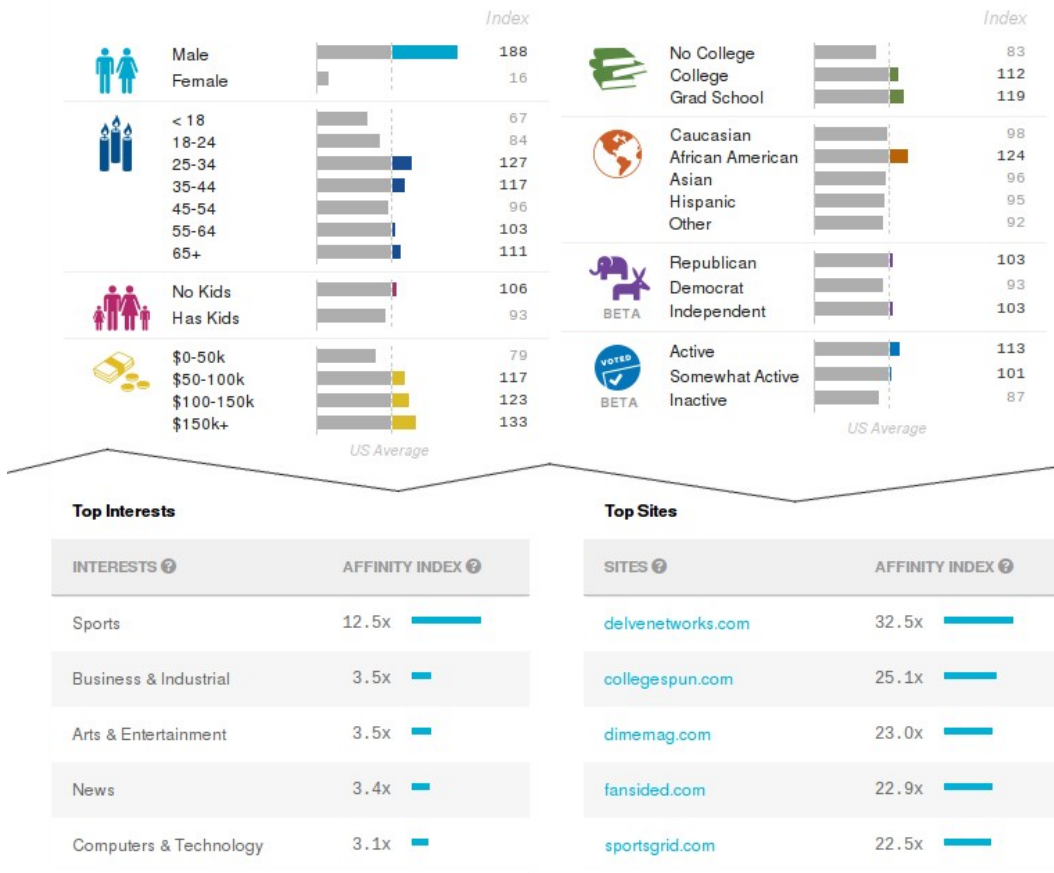 Index
Male 188
Female 16
< 18 67
18-24 84
25-34 127
35-44 117
45-54 96
55-64 103
65+ 111
No Kids 106
Has Kids 93
$0-50k 79
$50-100k 117
$100-150k 123
$150k+ 133
US Average
Index
No College 83
College 112
Grad School 119
Caucasian 98
African American 124
Asian 96
Hispanic 95
Other 92
Republican 103
Democrat 93
BETA Independent 103
VOTED
Active 113
Somewhat Active 101
BETA Inactive 87
US Average
Top Interests
INTERESTS ? AFFINITY INDEX ?
Sports 12.5x
Business & Industrial 3.5x
Arts & Entertainment 3.5x
News 3.4x
Computers & Technology 3.1x
Top Sites
SITES ? AFFINITY INDEX ?
delvenetworks.com 32.5x
collegespun.com 25.1x
dimemag.com 23.0x
fansided.com 22.9x
sportsgrid.com 22.5x